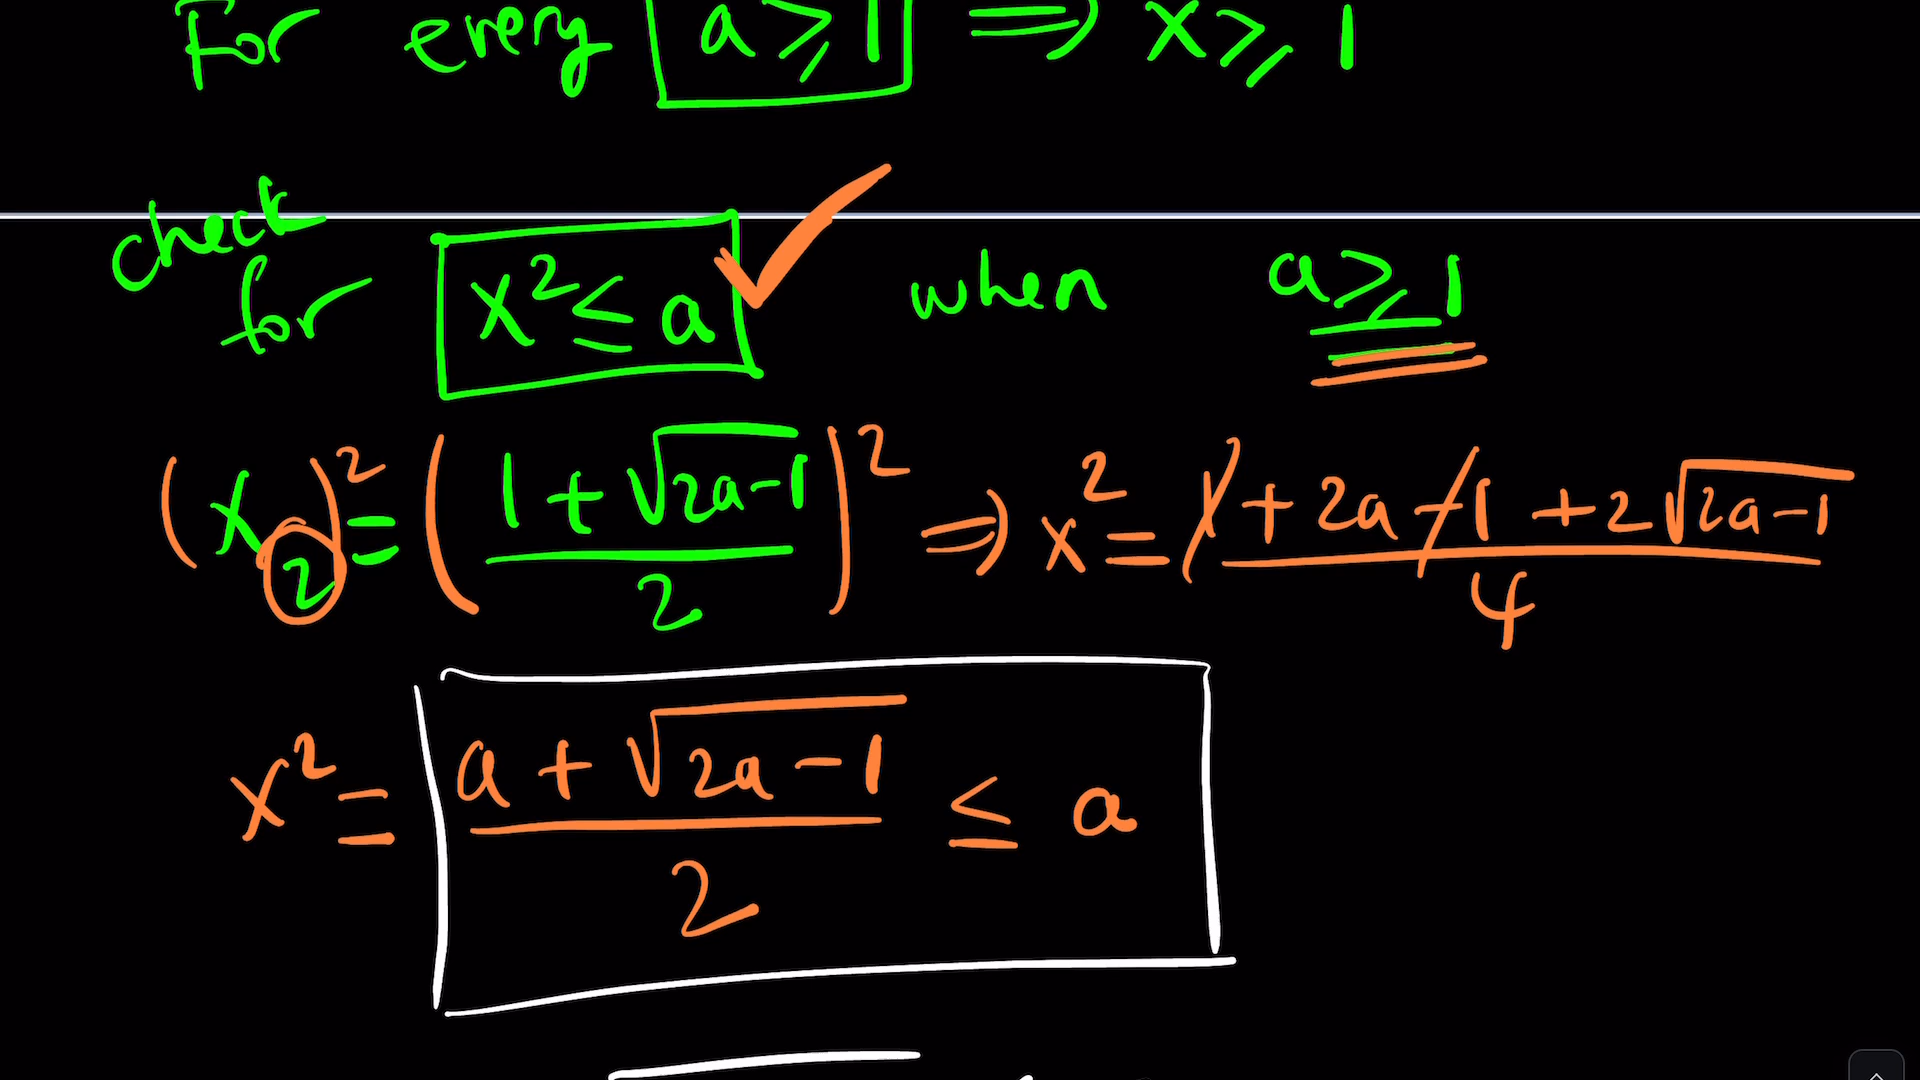 For every a ≥ 1 ⇒ x ≥ 1
check for x² ≤ a when a ≥ 1
(x₂)² = ((1 + √(2a-1))/2)² ⇒ x² = (1 + 2a - 1 + 2√(2a-1))/4
x² = (a + √(2a-1))/2 ≤ a